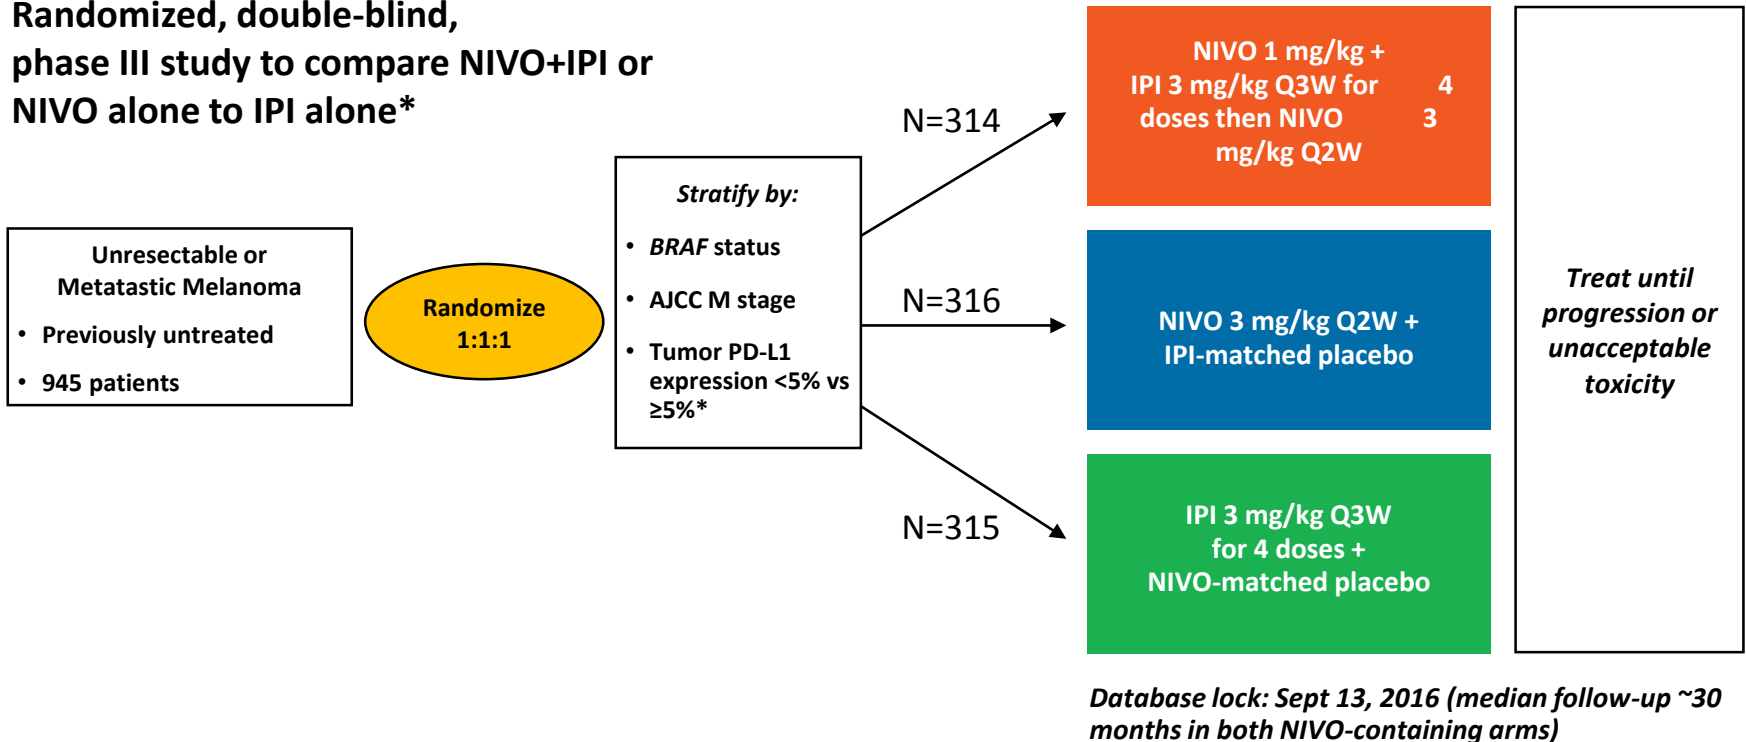 Randomized, double-blind,
phase III study to compare NIVO+IPI or
NIVO alone to IPI alone*
Unresectable or
Metatastic Melanoma
• Previously untreated
• 945 patients
Randomize
1:1:1
Stratify by:
• BRAF status
• AJCC M stage
• Tumor PD-L1
expression <5% vs
≥5%*
N=314
N=316
N=315
NIVO 1 mg/kg +
IPI 3 mg/kg Q3W for 4
doses then NIVO 3
mg/kg Q2W
NIVO 3 mg/kg Q2W +
IPI-matched placebo
IPI 3 mg/kg Q3W
for 4 doses +
NIVO-matched placebo
Treat until
progression or
unacceptable
toxicity
Database lock: Sept 13, 2016 (median follow-up ~30
months in both NIVO-containing arms)